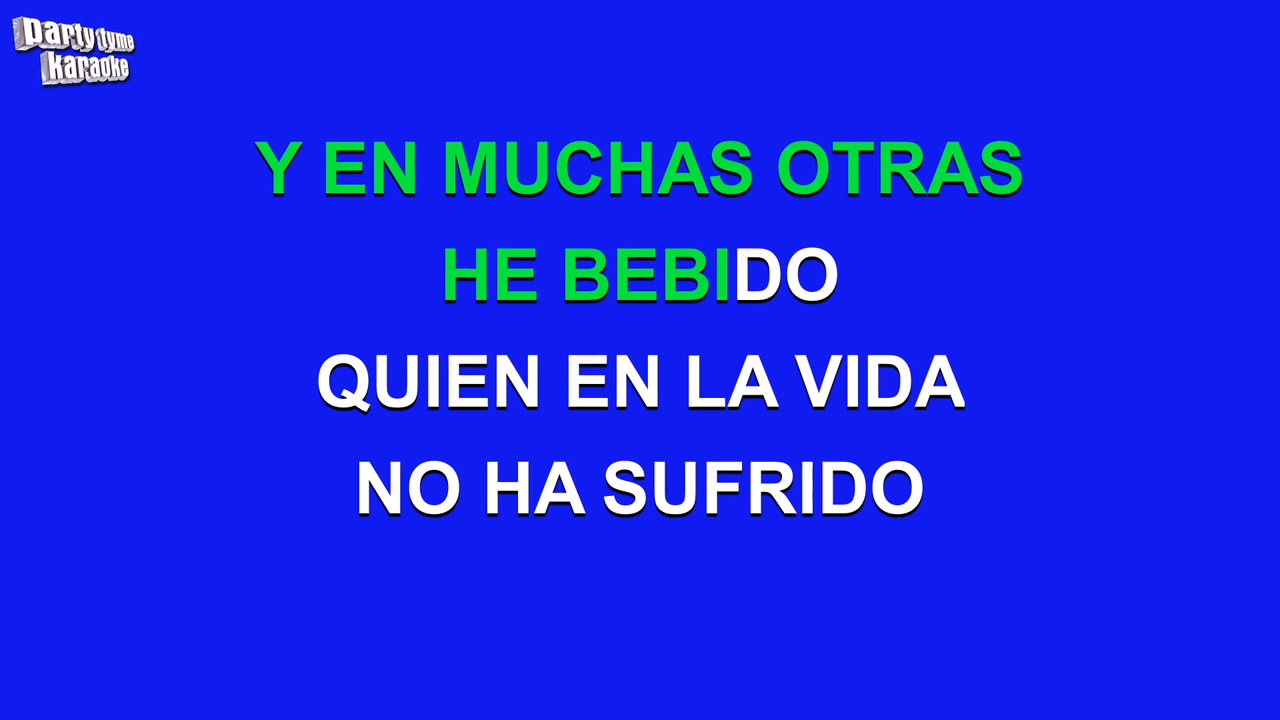 party tyme
karaoke
Y EN MUCHAS OTRAS
HE BEBIDO
QUIEN EN LA VIDA
NO HA SUFRIDO